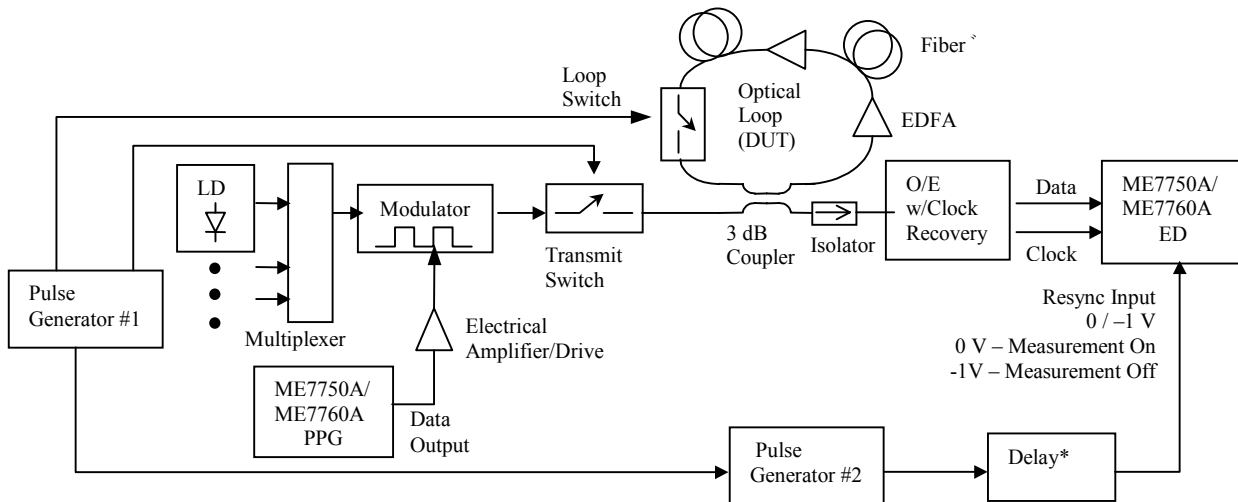 Fiber
Loop
Switch
Optical
Loop
(DUT)
EDFA
LD
Modulator
O/E
w/Clock
Recovery
Data
Clock
ME7750A/
ME7760A
ED
3 dB
Coupler
Isolator
Transmit
Switch
Pulse
Generator #1
Multiplexer
Electrical
Amplifier/Drive
Resync Input
0 / –1 V
0 V – Measurement On
-1V – Measurement Off
ME7750A/
ME7760A
PPG
Data
Output
Pulse
Generator #2
Delay*